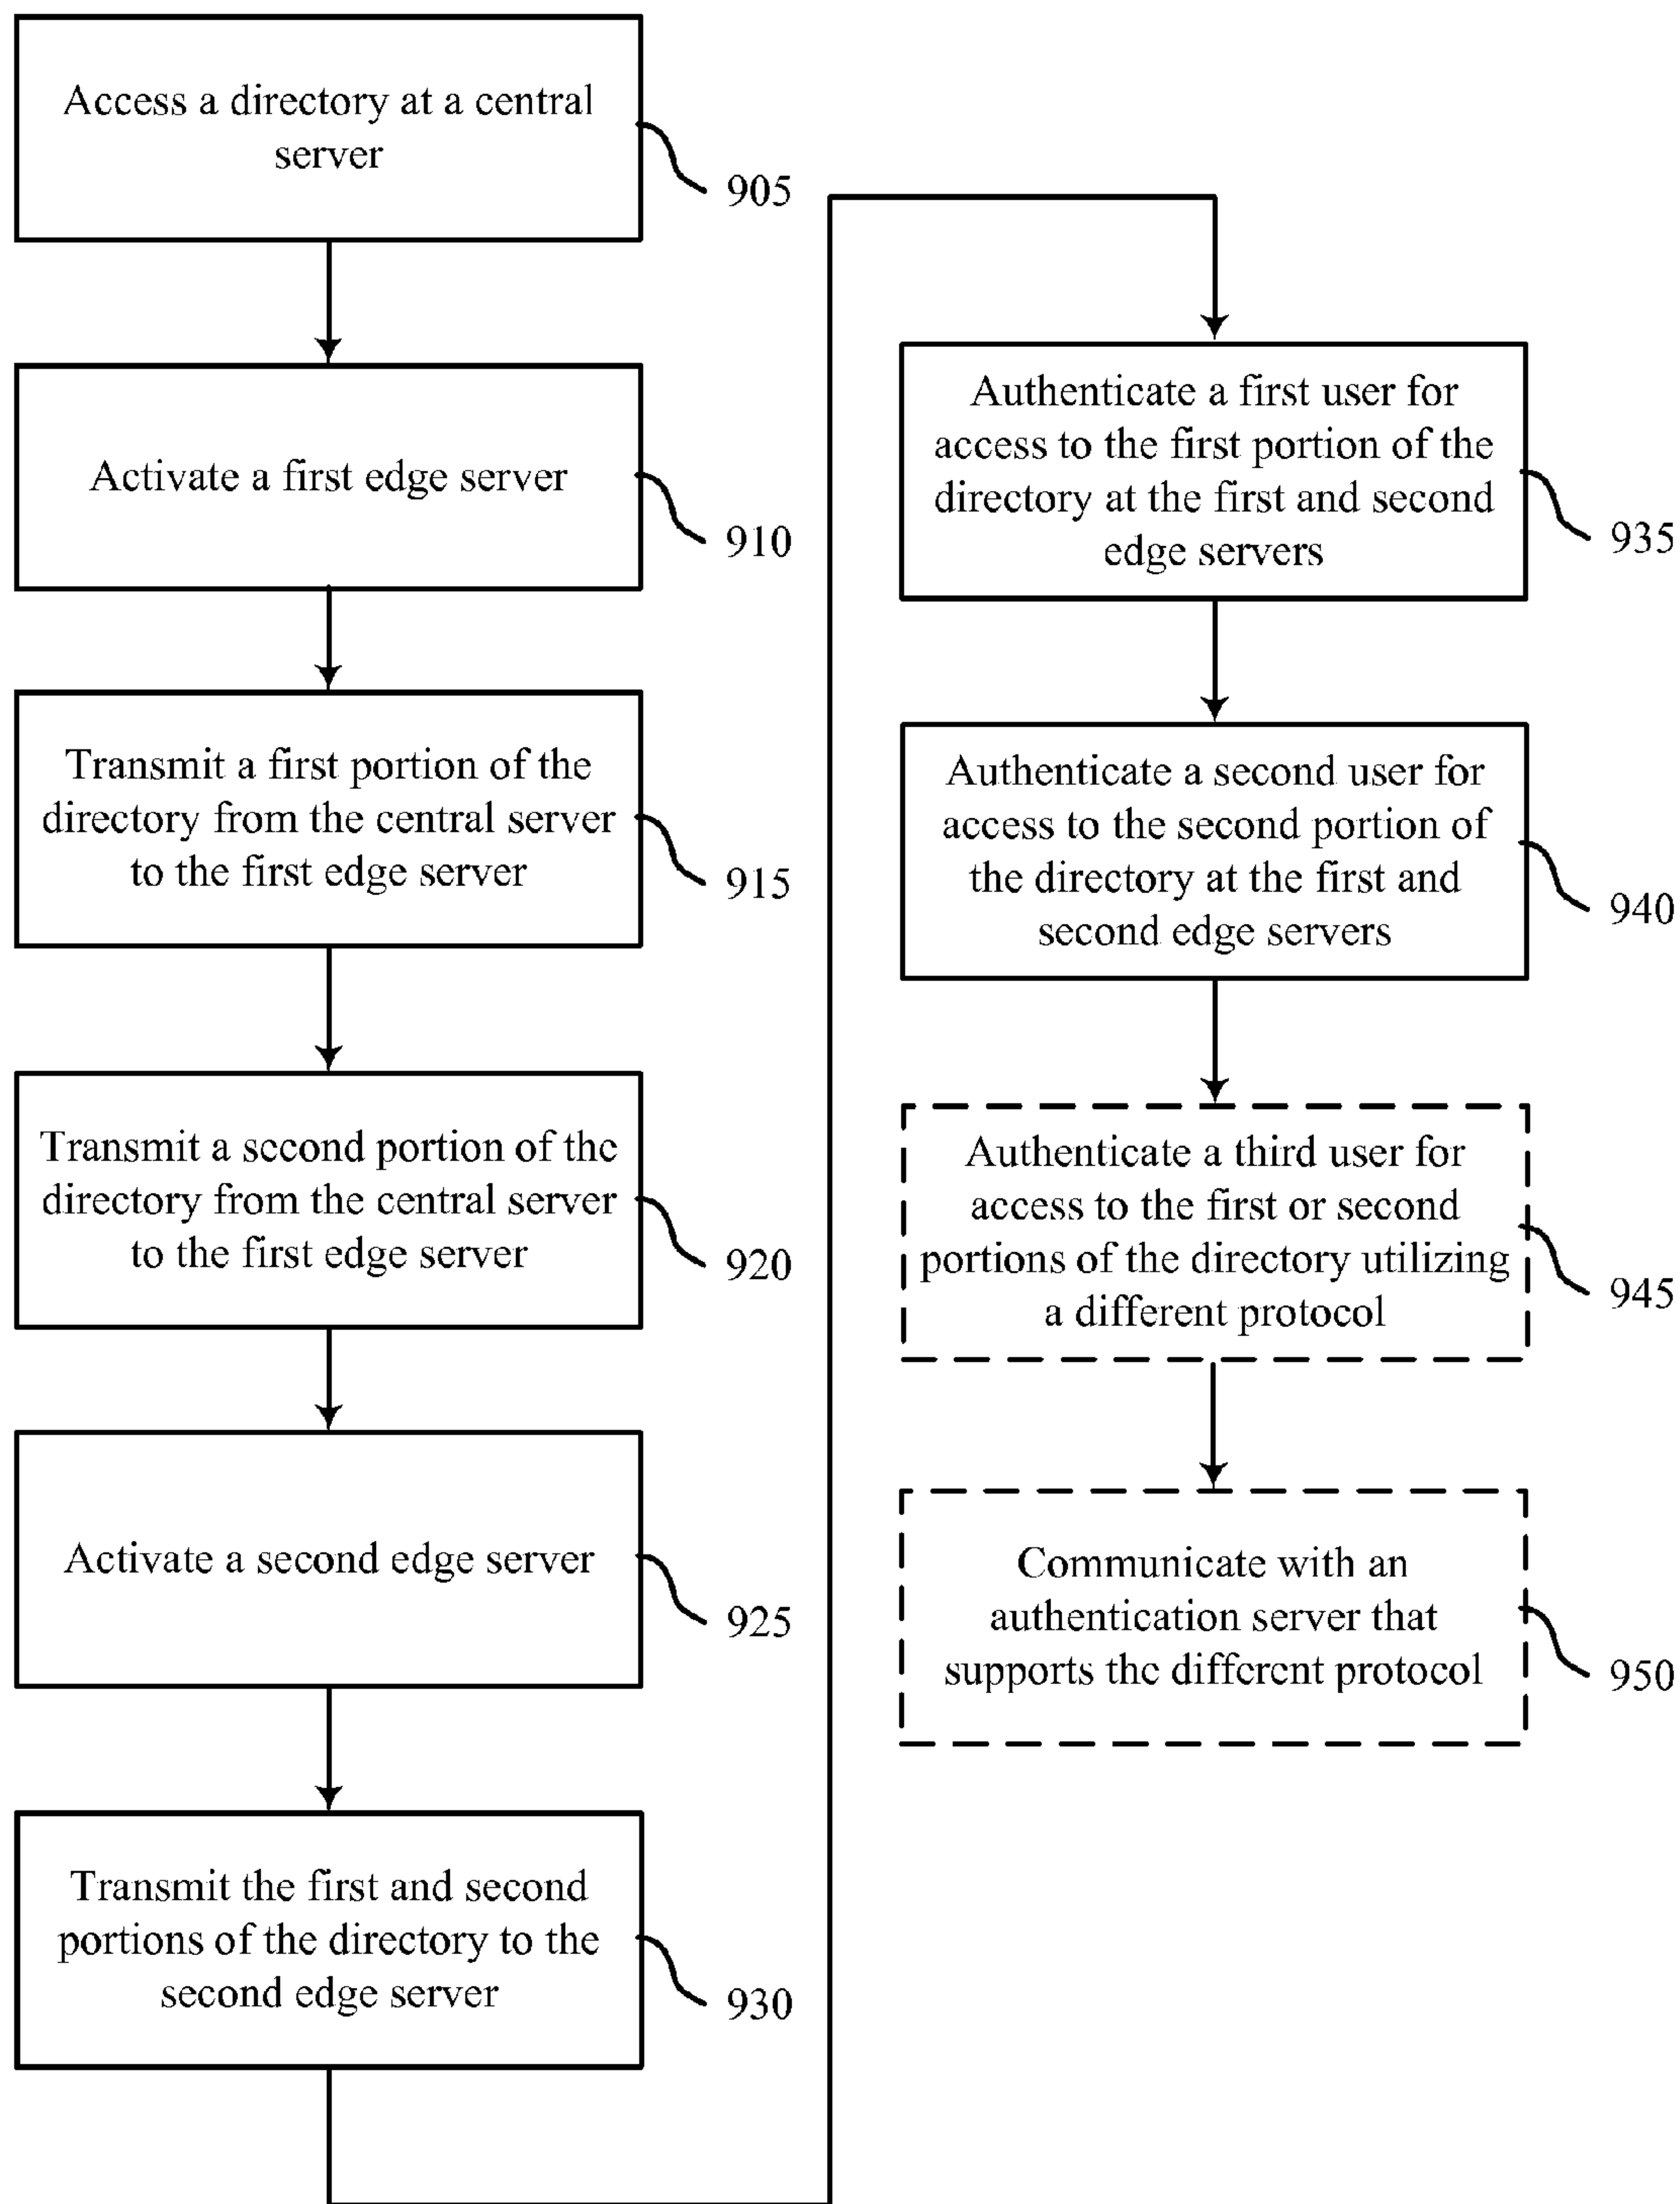 Access a directory at a central
server
905
Activate a first edge server
910
Transmit a first portion of the
directory from the central server
to the first edge server
915
Transmit a second portion of the
directory from the central server
to the first edge server
920
Activate a second edge server
925
Transmit the first and second
portions of the directory to the
second edge server
930
Authenticate a first user for
access to the first portion of the
directory at the first and second
edge servers
935
Authenticate a second user for
access to the second portion of
the directory at the first and
second edge servers
940
Authenticate a third user for
access to the first or second
portions of the directory utilizing
a different protocol
945
Communicate with an
authentication server that
supports the different protocol
950